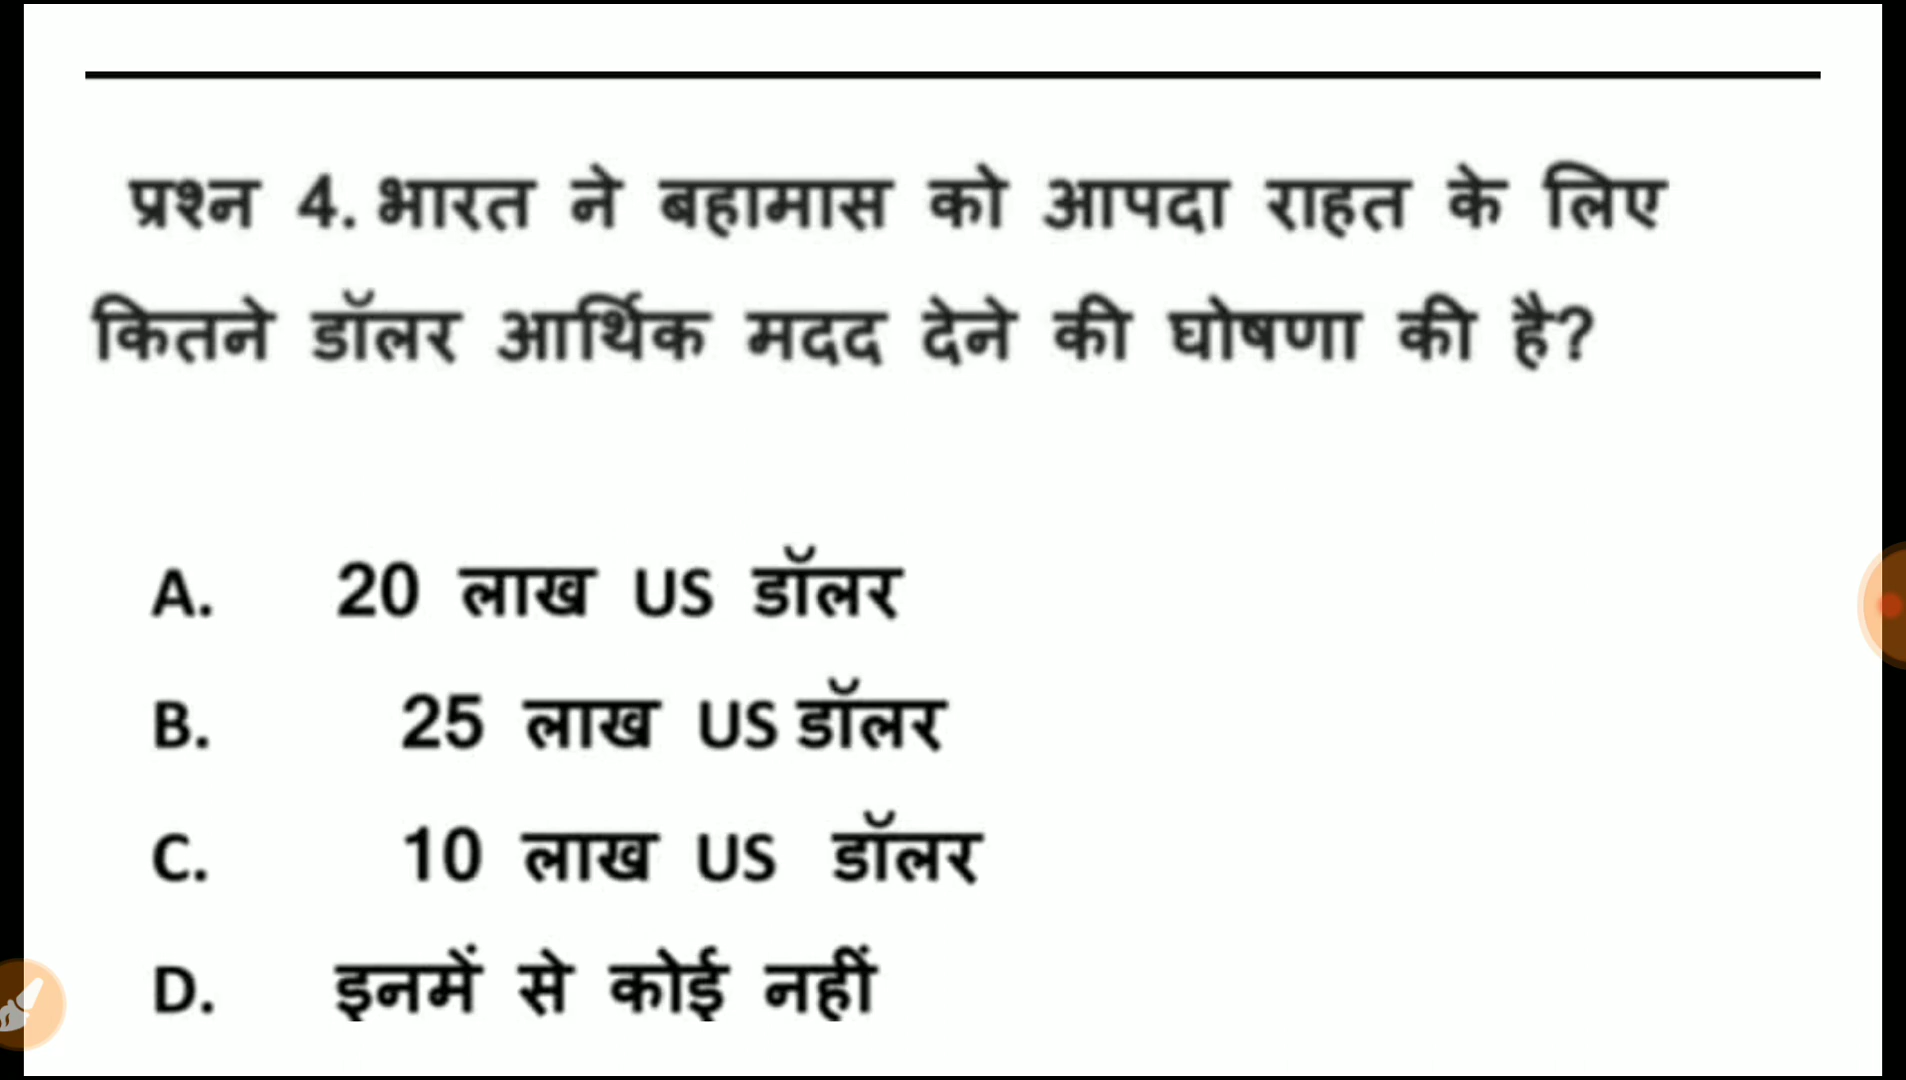 प्रश्न 4. भारत ने बहामास को आपदा राहत के लिए
कितने डॉलर आर्थिक मदद देने की घोषणा की है?
A. 20 लाख US डॉलर
B. 25 लाख US डॉलर
C. 10 लाख US डॉलर
D. इनमें से कोई नहीं